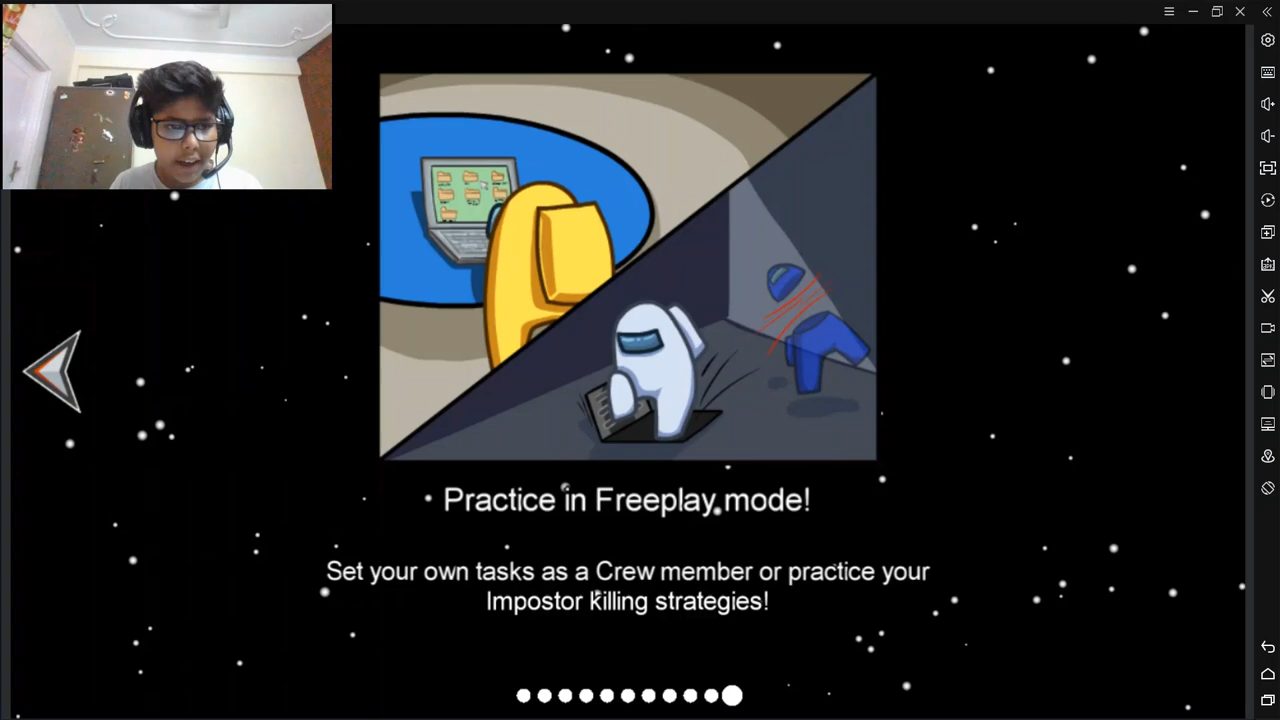 Practice in Freeplay mode!
Set your own tasks as a Crew member or practice your
Impostor killing strategies!